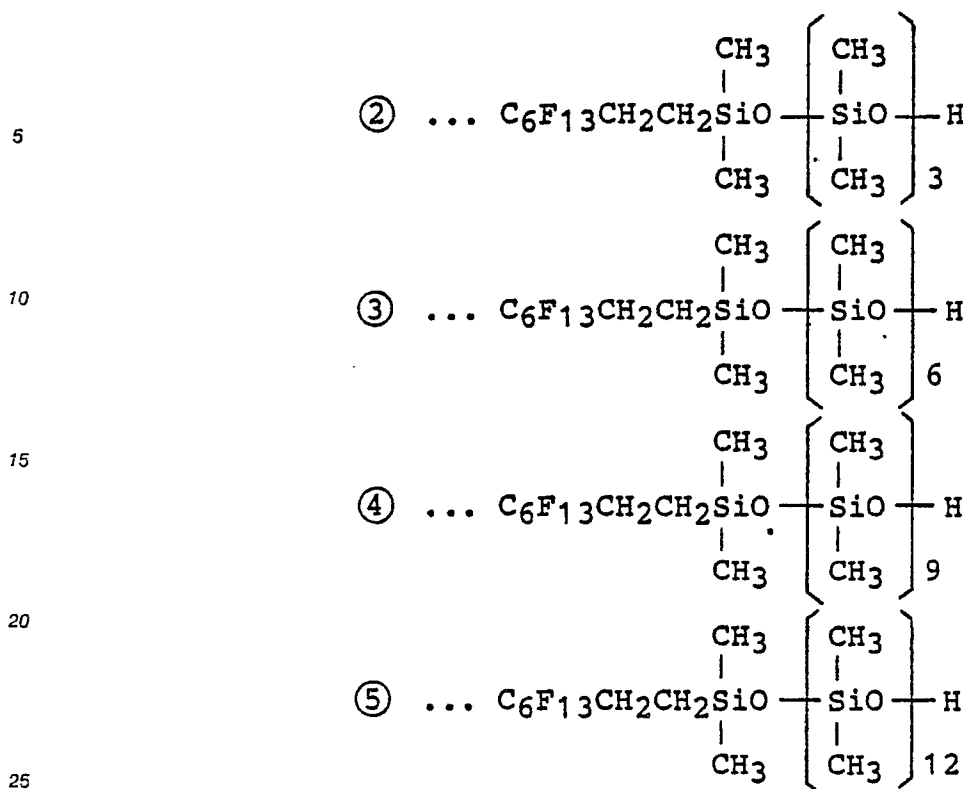 CH3 CH3
5 ② ... C6F13CH2CH2SiO SiO H
CH3 CH3 3
CH3 CH3
10 ③ ... C6F13CH2CH2SiO SiO H
CH3 CH3 6
CH3 CH3
15 ④ ... C6F13CH2CH2SiO SiO H
CH3 CH3 9
CH3 CH3
20 ⑤ ... C6F13CH2CH2SiO SiO H
CH3 CH3 12
25